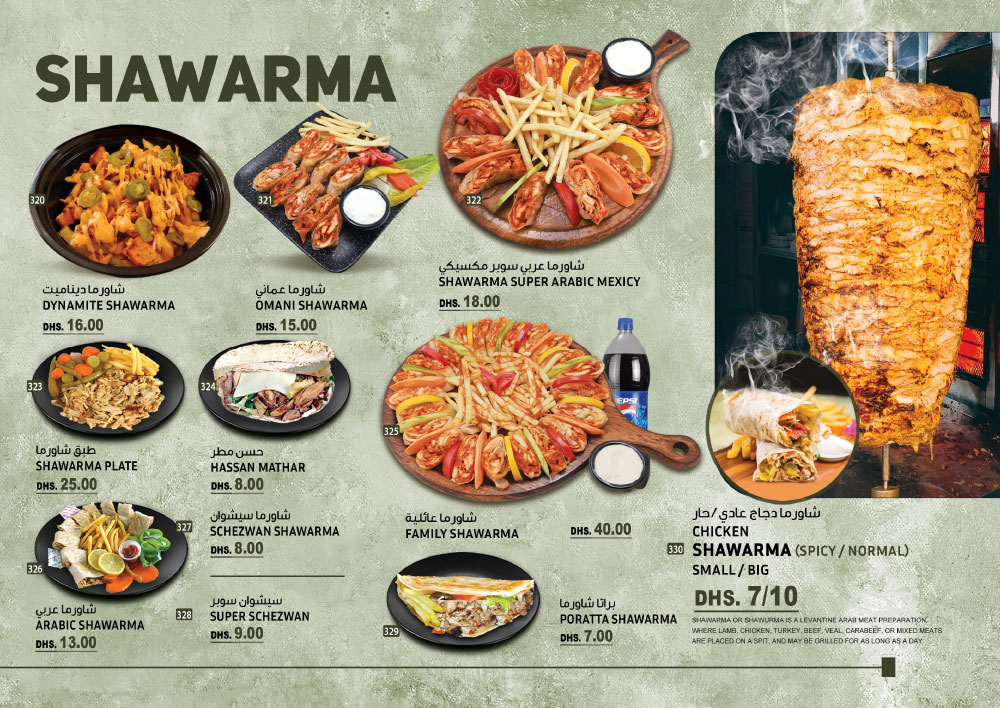 SHAWARMA
320
شاورما ديناميت
DYNAMITE SHAWARMA
DHS. 16.00
321
شاورما عماني
OMANI SHAWARMA
DHS. 15.00
322
شاورما عربي سوبر مكسيكي
SHAWARMA SUPER ARABIC MEXICY
DHS. 18.00
323
طبق شاورما
SHAWARMA PLATE
DHS. 25.00
324
حسن مطر
HASSAN MATHAR
DHS. 8.00
325
PEPSI
شاورما عائلية
FAMILY SHAWARMA
DHS. 40.00
326
شاورما عربي
ARABIC SHAWARMA
DHS. 13.00
327
شاورما سيشوان
SCHEZWAN SHAWARMA
DHS. 8.00
328
سيشوان سوبر
SUPER SCHEZWAN
DHS. 9.00
329
براتا شاورما
PORATTA SHAWARMA
DHS. 7.00
شاورما دجاج عادي/حار
CHICKEN
330 SHAWARMA (SPICY / NORMAL)
SMALL / BIG
DHS. 7/10
SHAWARMA OR SHAWURMA IS A LEVANTINE ARAB MEAT PREPARATION,
WHERE LAMB, CHICKEN, TURKEY, BEEF, VEAL, CARABEEF, OR MIXED MEATS
ARE PLACED ON A SPIT, AND MAY BE GRILLED FOR AS LONG AS A DAY.